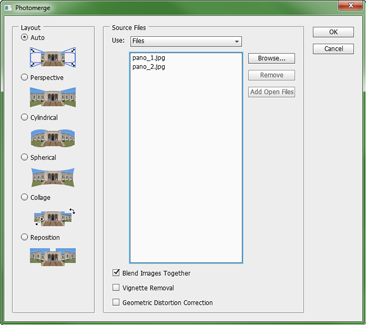 Photomerge
Layout
Auto
Perspective
Cylindrical
Spherical
Collage
Reposition
Source Files
Use: Files
pano_1.jpg
pano_2.jpg
Browse...
Remove
Add Open Files
Blend Images Together
Vignette Removal
Geometric Distortion Correction
OK
Cancel